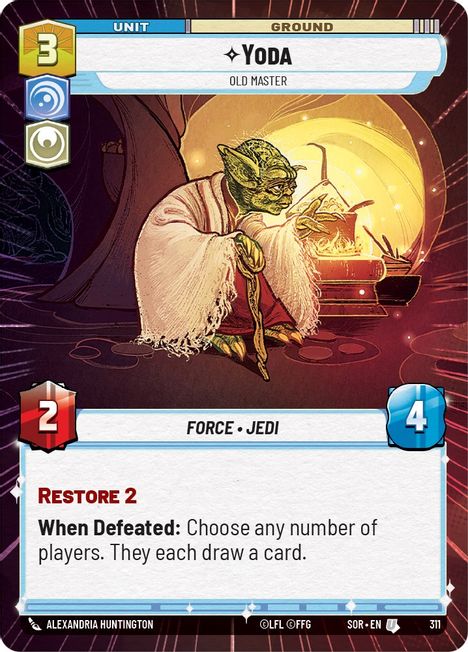 UNIT
GROUND
3
✧YODA
OLD MASTER
2
FORCE • JEDI
4
RESTORE 2
When Defeated: Choose any number of
players. They each draw a card.
ALEXANDRIA HUNTINGTON
©LFL ©FFG
SOR • EN
U
311